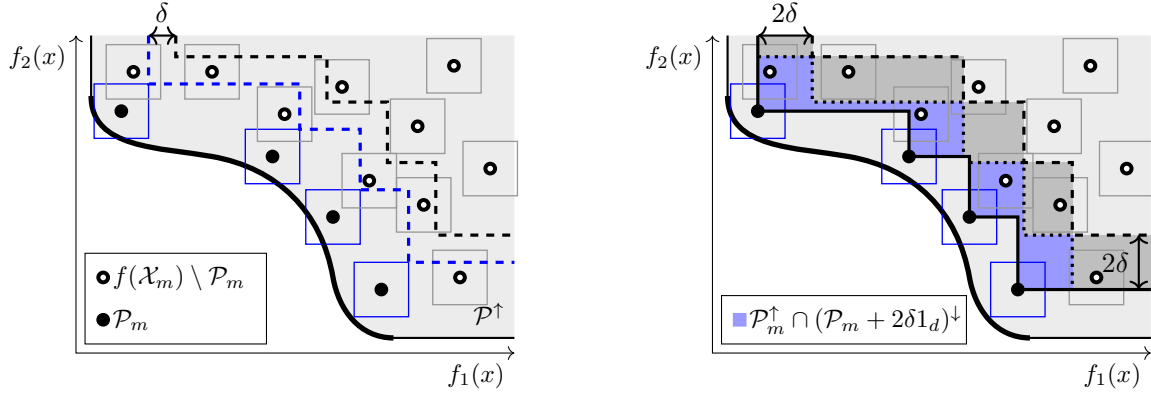 δ
f₂(x)
f(𝒳ₘ) \ 𝒫ₘ
𝒫ₘ
𝒫↑
f₁(x)
2δ
f₂(x)
2δ
𝒫ₘ↑ ∩ (𝒫ₘ + 2δ1_d)↓
f₁(x)